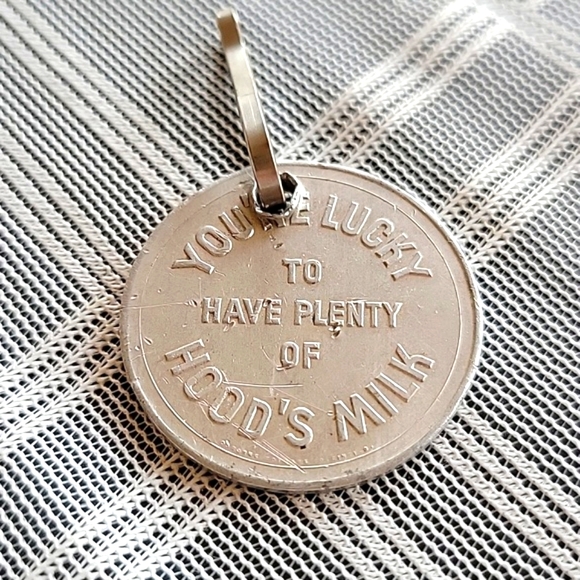 YOU'RE LUCKY
TO
HAVE PLENTY
OF
HOOD'S MILK